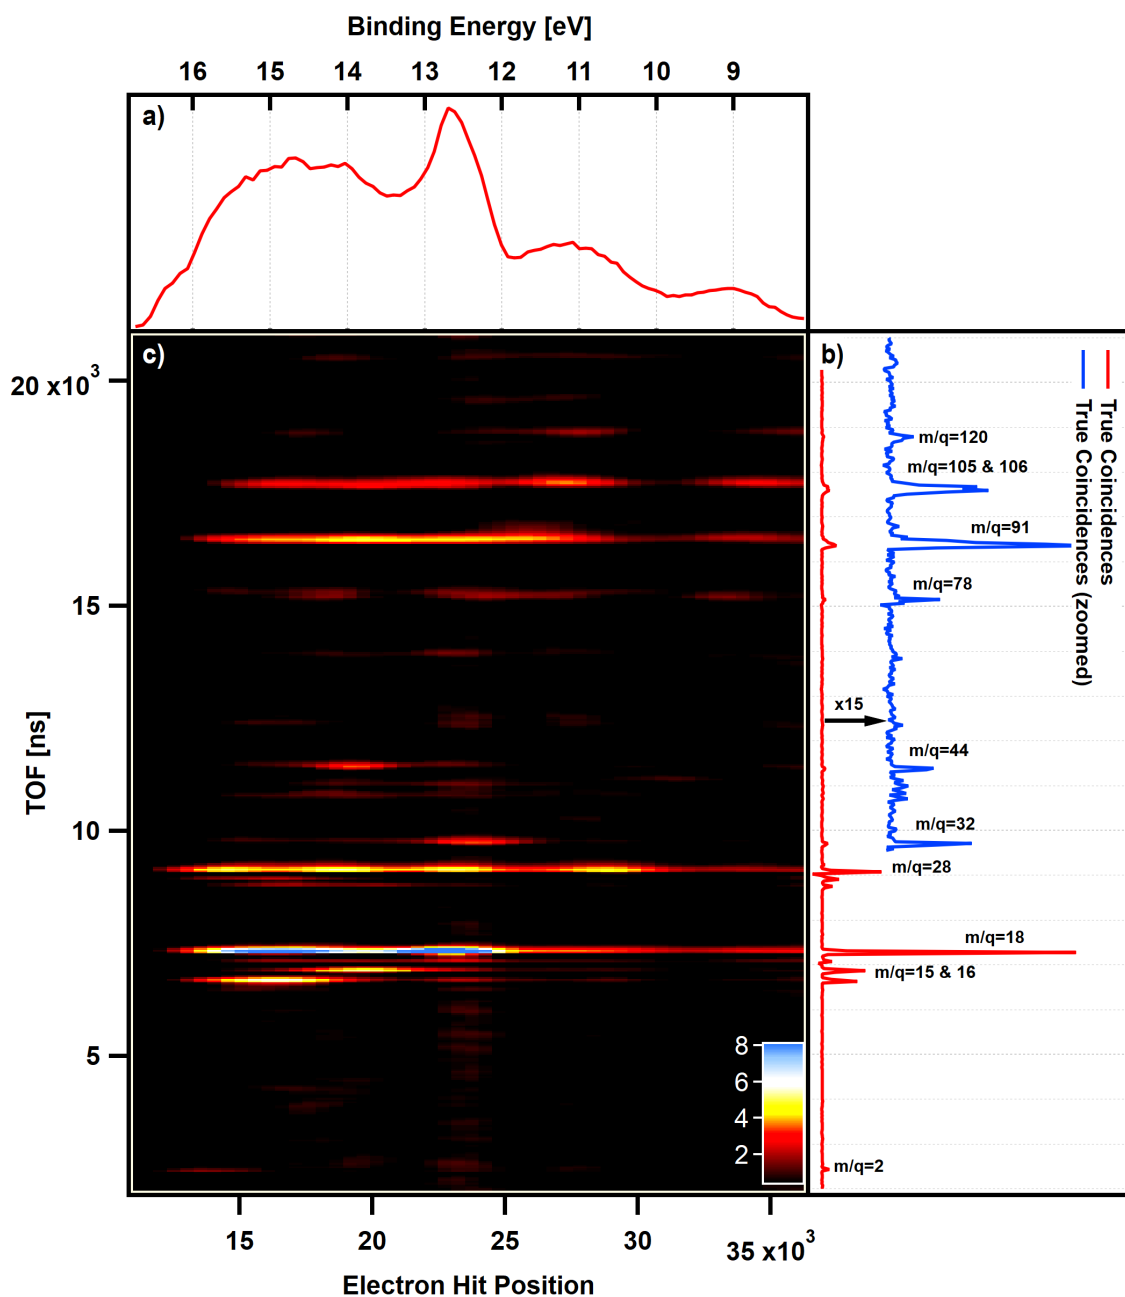 Binding Energy [eV]
16 15 14 13 12 11 10 9
a)
c)
b)
True Coincidences
True Coincidences (zoomed)
20 x10³
15
10
5
TOF [ns]
m/q=120
m/q=105 & 106
m/q=91
m/q=78
x15
m/q=44
m/q=32
m/q=28
m/q=18
m/q=15 & 16
m/q=2
8
6
4
2
15 20 25 30 35 x10³
Electron Hit Position